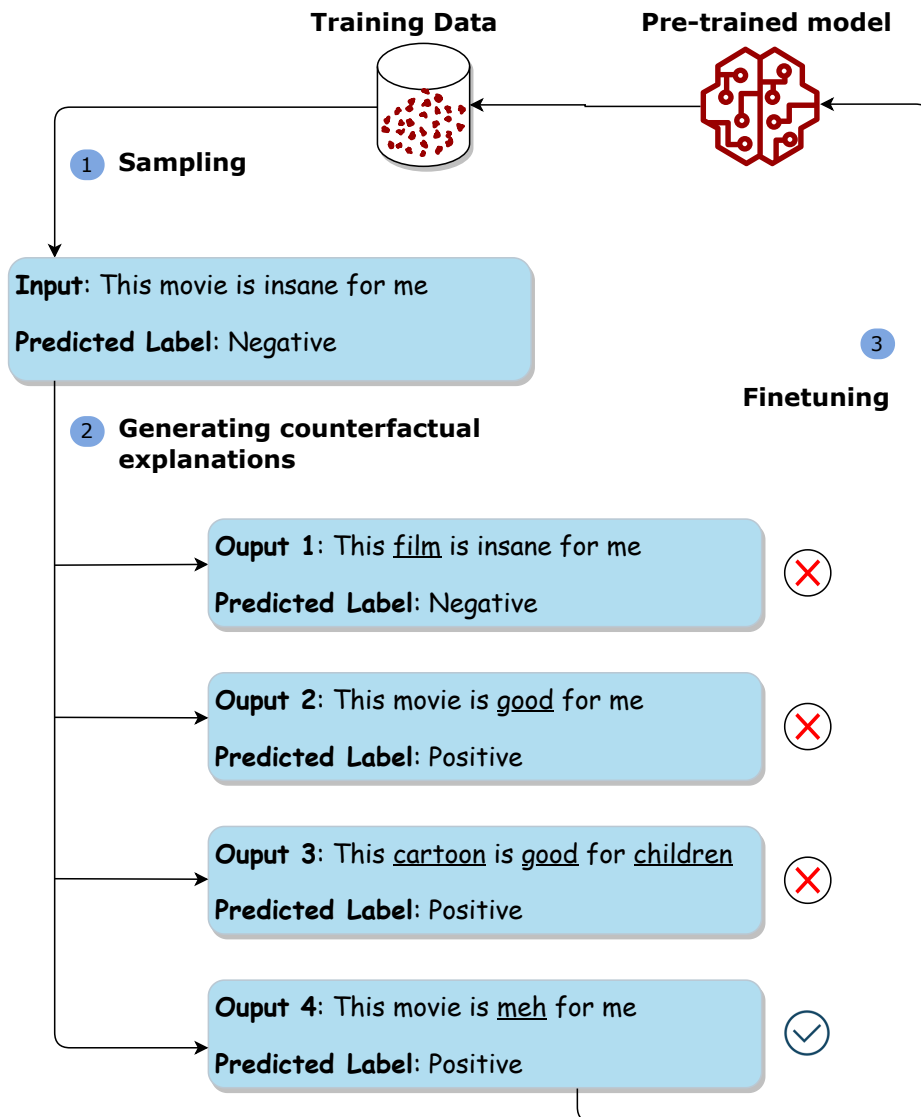 Training Data
Pre-trained model
1 Sampling
Input: This movie is insane for me
Predicted Label: Negative
3
Finetuning
2 Generating counterfactual
explanations
Ouput 1: This film is insane for me
Predicted Label: Negative
Ouput 2: This movie is good for me
Predicted Label: Positive
Ouput 3: This cartoon is good for children
Predicted Label: Positive
Ouput 4: This movie is meh for me
Predicted Label: Positive